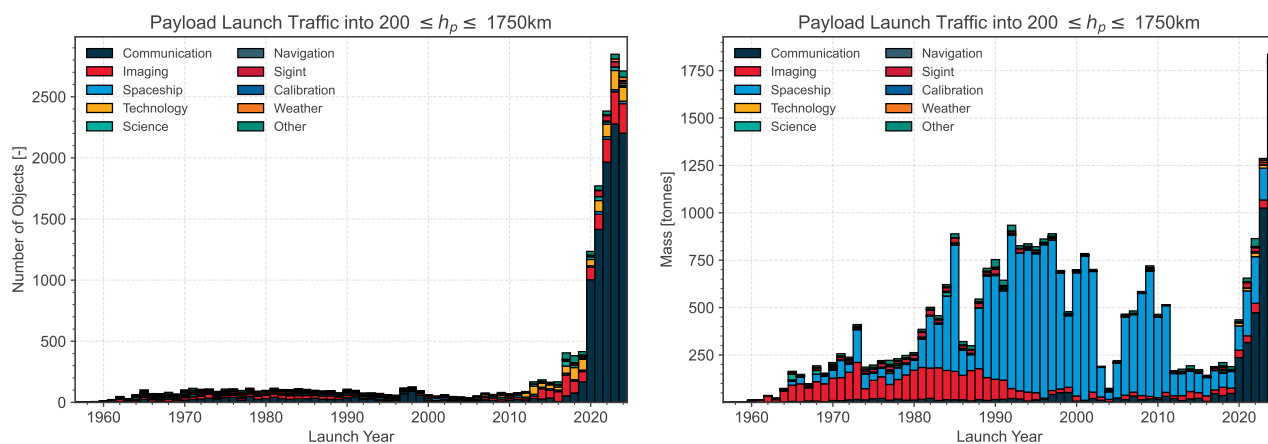 Payload Launch Traffic into 200 ≤ hₚ ≤ 1750km
Number of Objects [-]
2500
2000
1500
1000
500
0
Communication
Imaging
Spaceship
Technology
Science
Navigation
Sigint
Calibration
Weather
Other
1960 1970 1980 1990 2000 2010 2020
Launch Year
Payload Launch Traffic into 200 ≤ hₚ ≤ 1750km
Mass [tonnes]
1750
1500
1250
1000
750
500
250
Communication
Imaging
Spaceship
Technology
Science
Navigation
Sigint
Calibration
Weather
Other
1960 1970 1980 1990 2000 2010 2020
Launch Year